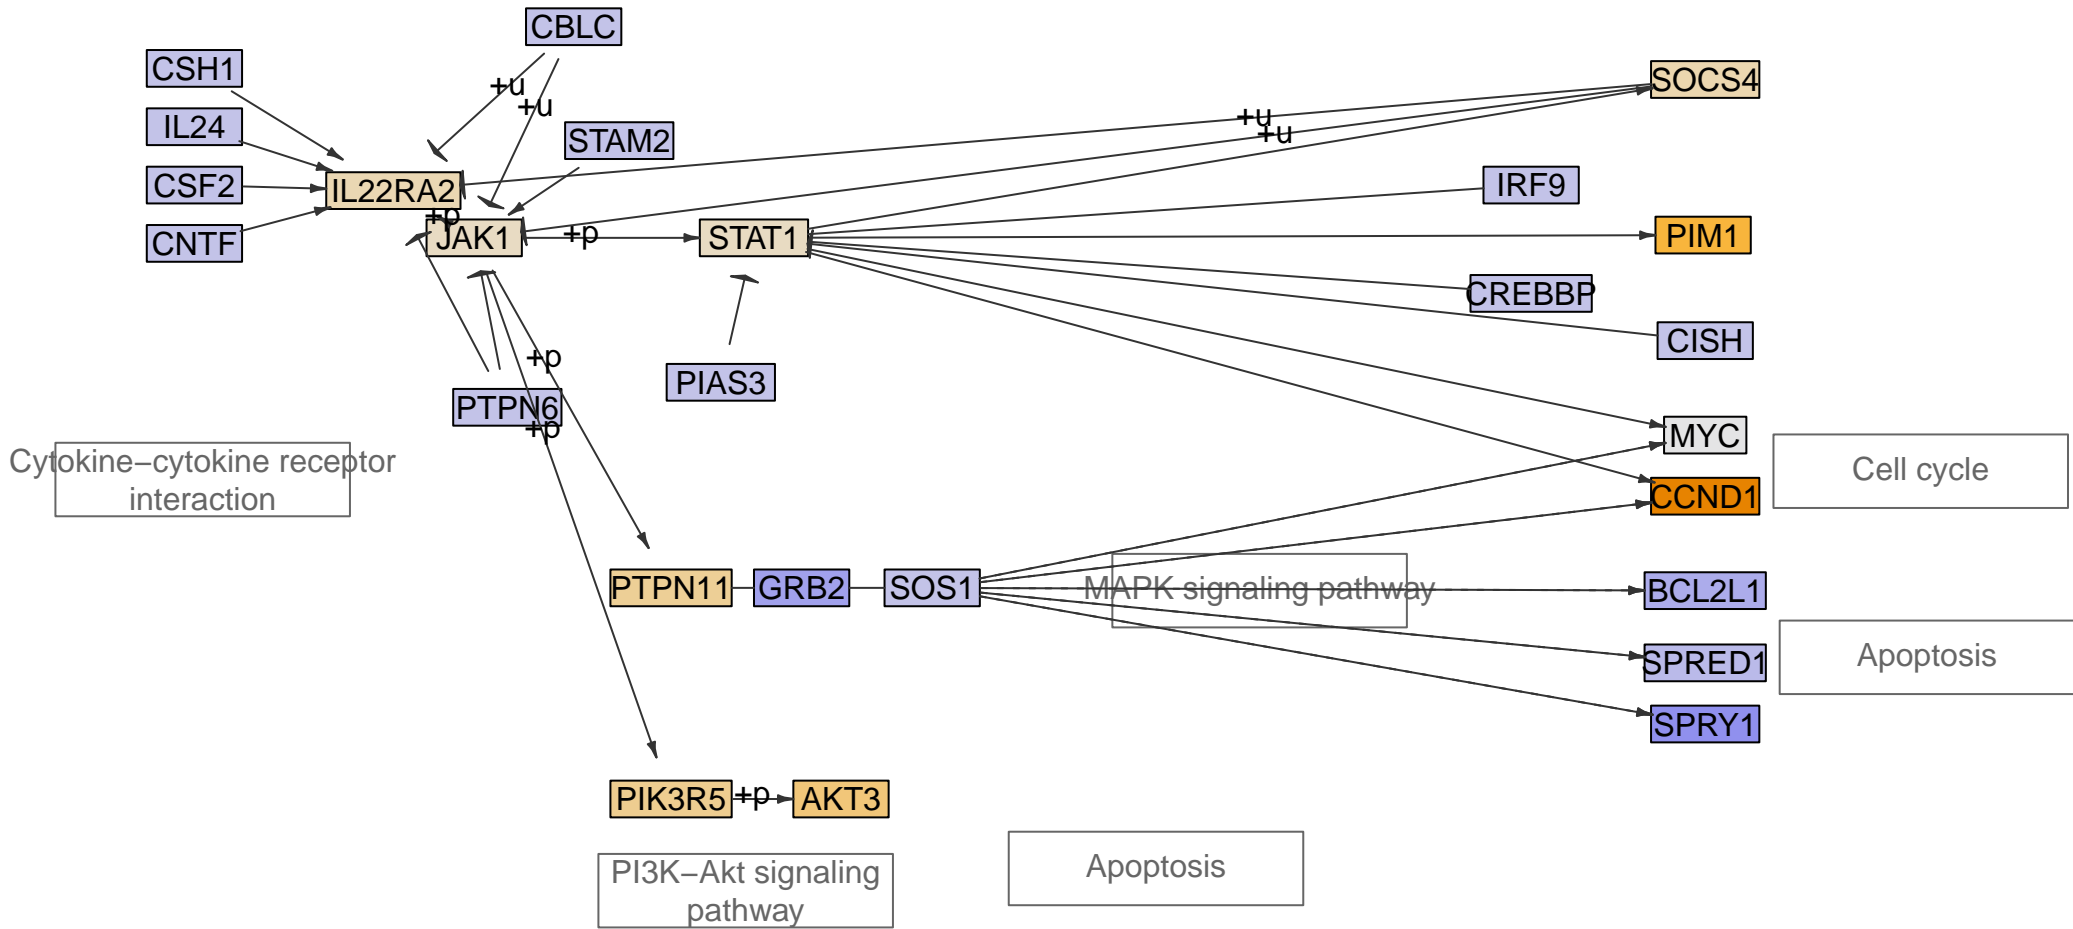 CBLC
CSH1
+u
SOCS4
+u
+u
IL24
+u
STAM2
CSF2
IL22RA2
IRF9
+p
CNTF
JAK1
+p
STAT1
PIM1
CREBBP
CISH
+p
PIAS3
PTPN6
+p
MYC
Cytokine−cytokine receptor
interaction
Cell cycle
CCND1
PTPN11
GRB2
SOS1
MAPK signaling pathway
BCL2L1
SPRED1
Apoptosis
SPRY1
PIK3R5
+p
AKT3
PI3K−Akt signaling
pathway
Apoptosis